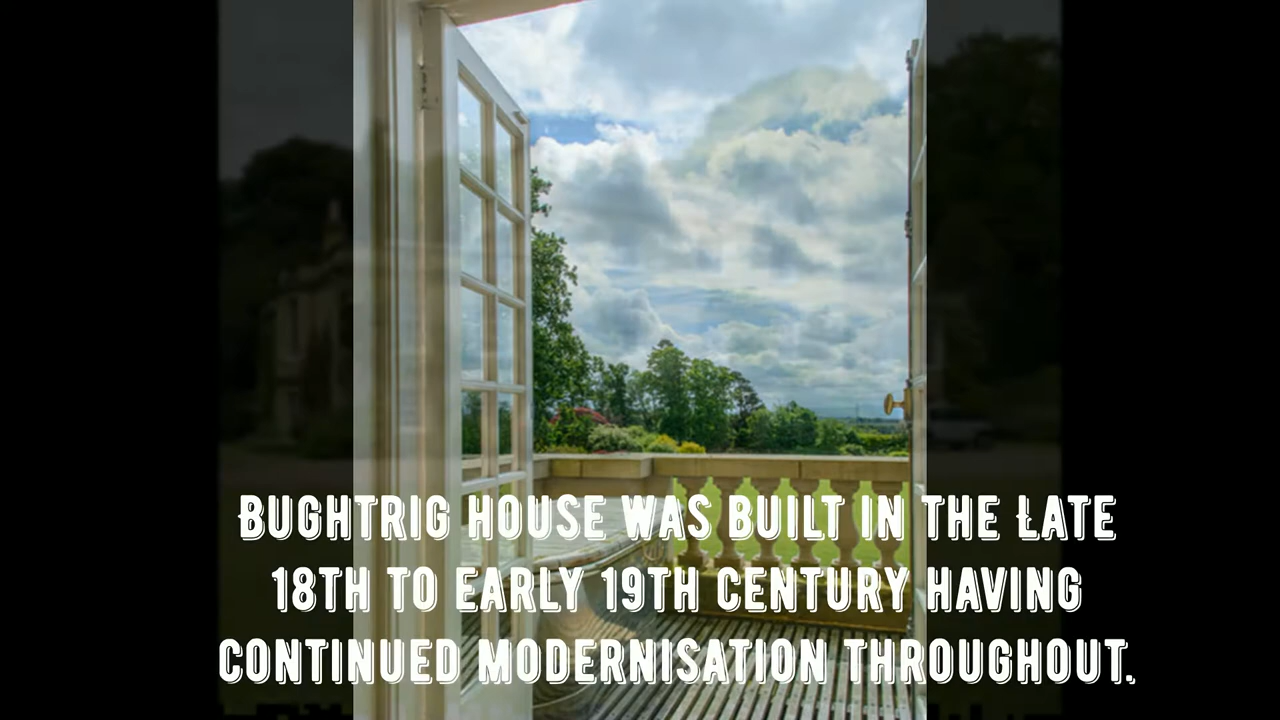 BUGHTRIG HOUSE WAS BUILT IN THE LATE
18TH TO EARLY 19TH CENTURY HAVING
CONTINUED MODERNISATION THROUGHOUT.